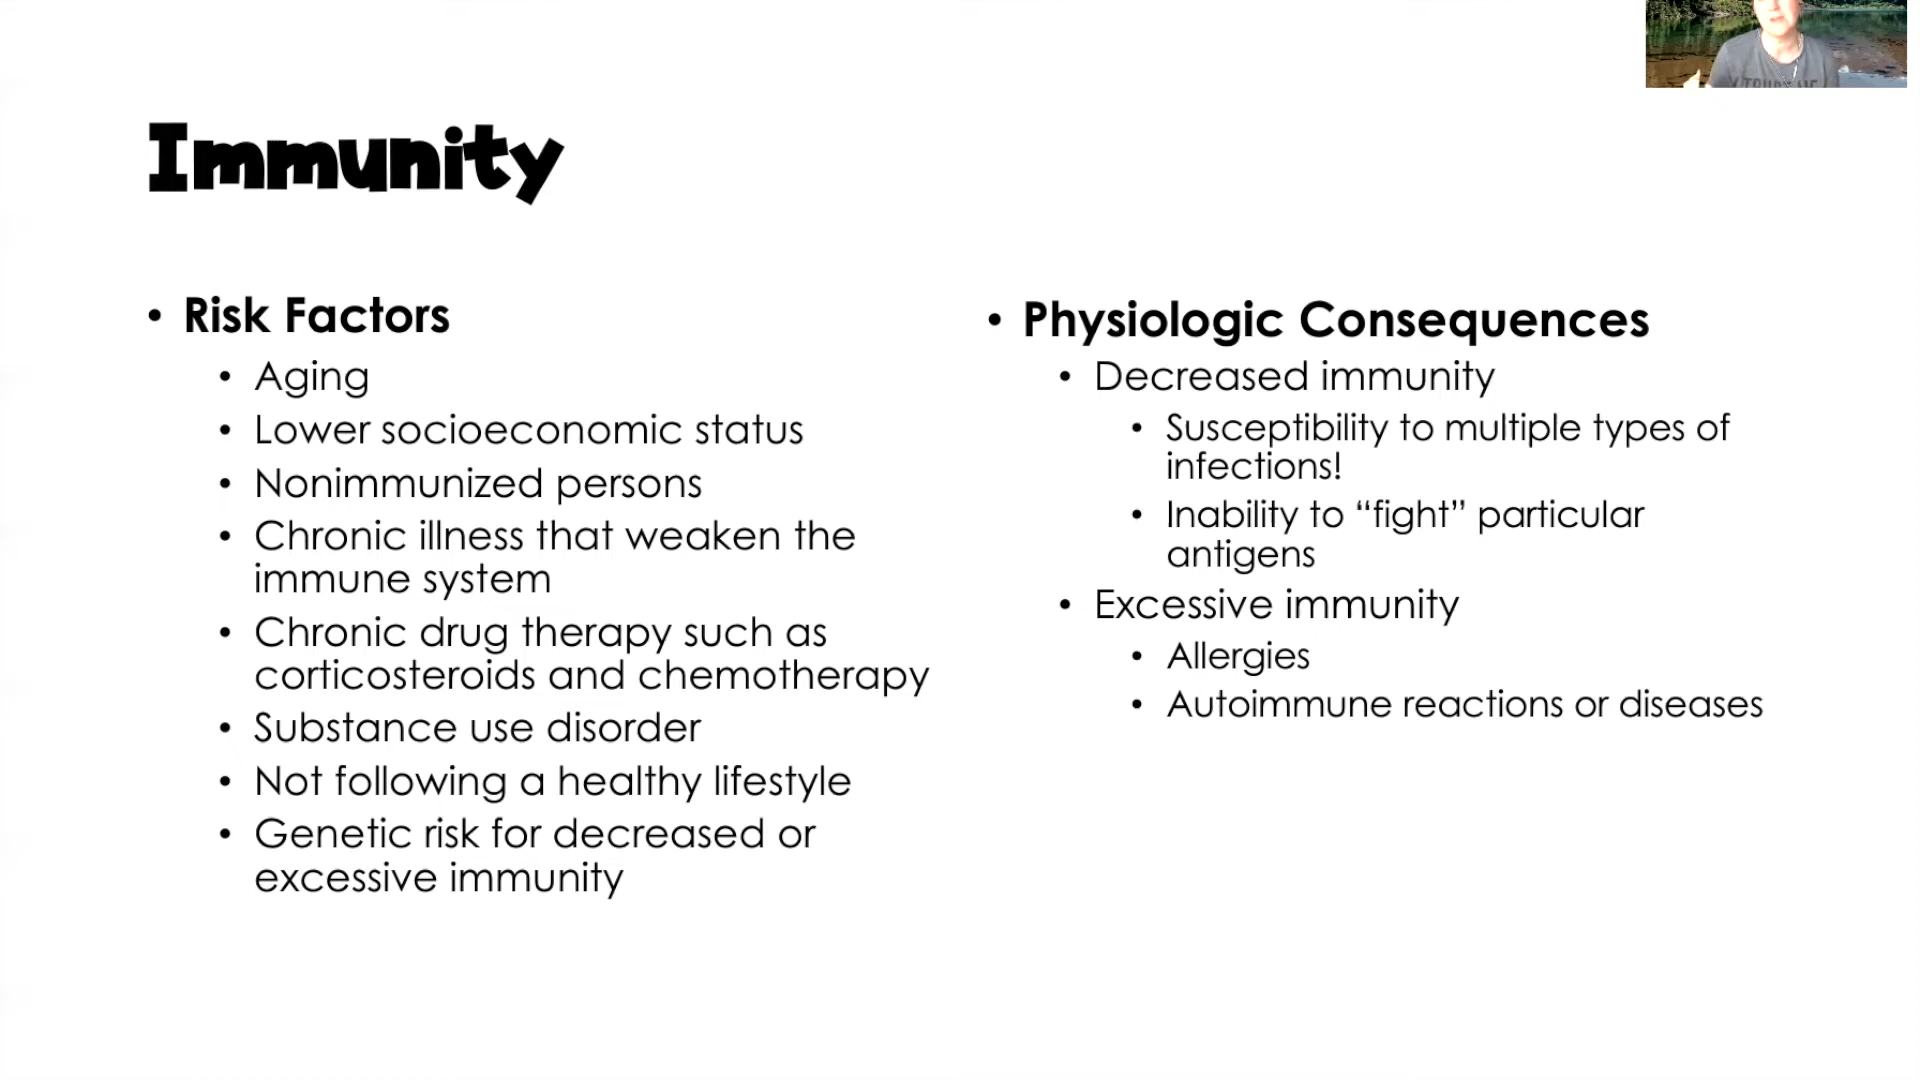 Immunity
• Risk Factors
• Aging
• Lower socioeconomic status
• Nonimmunized persons
• Chronic illness that weaken the
immune system
• Chronic drug therapy such as
corticosteroids and chemotherapy
• Substance use disorder
• Not following a healthy lifestyle
• Genetic risk for decreased or
excessive immunity
• Physiologic Consequences
• Decreased immunity
• Susceptibility to multiple types of
infections!
• Inability to “fight” particular
antigens
• Excessive immunity
• Allergies
• Autoimmune reactions or diseases